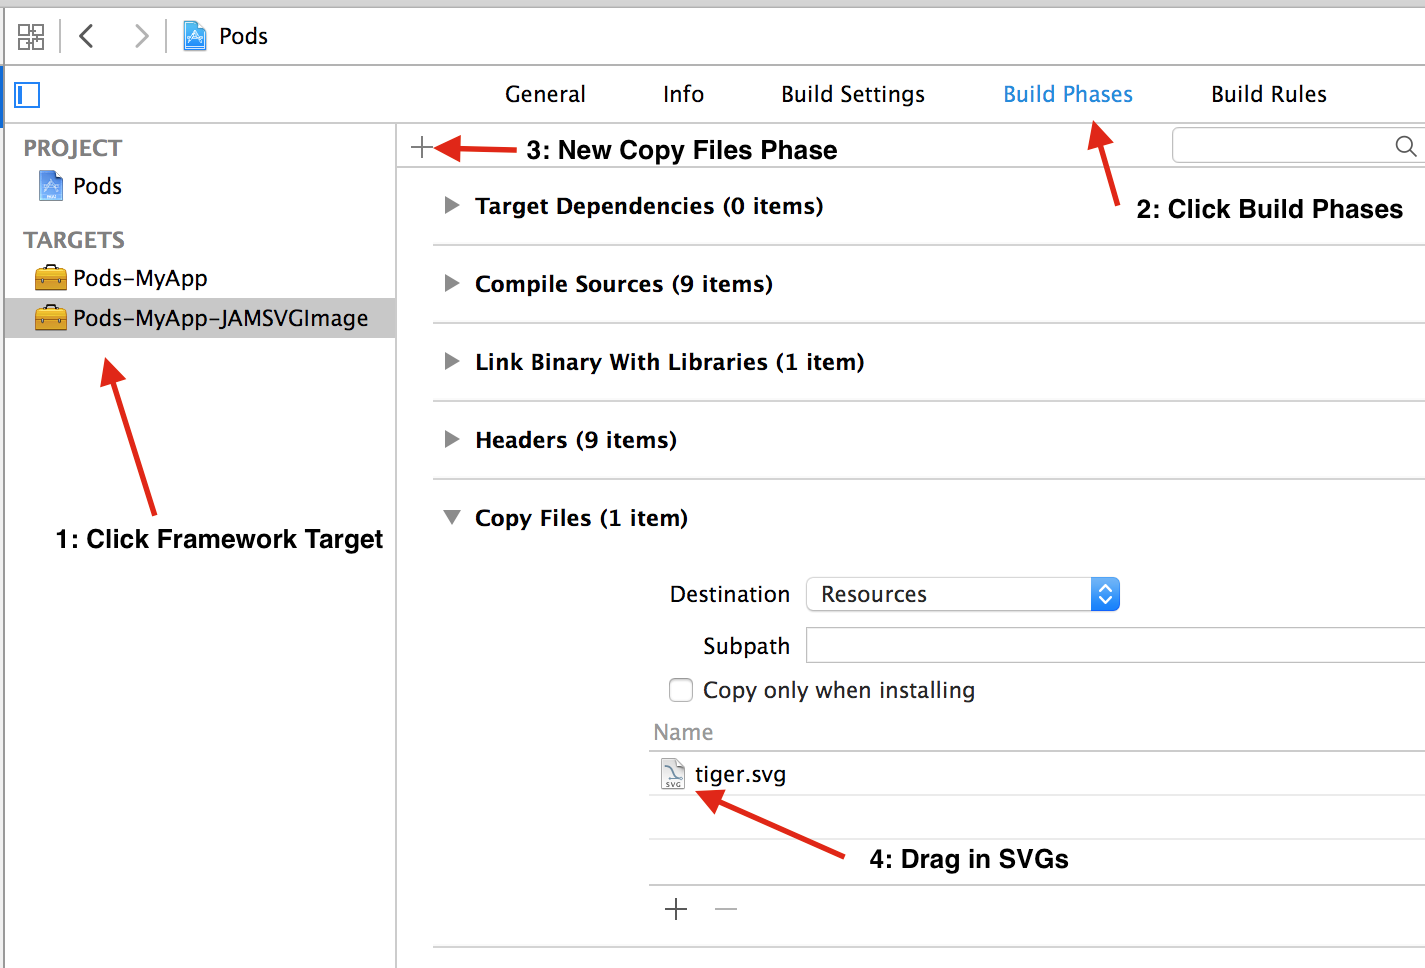 Pods
General Info Build Settings Build Phases Build Rules
PROJECT
Pods
TARGETS
Pods-MyApp
Pods-MyApp-JAMSVGImage
1: Click Framework Target
3: New Copy Files Phase
2: Click Build Phases
Target Dependencies (0 items)
Compile Sources (9 items)
Link Binary With Libraries (1 item)
Headers (9 items)
Copy Files (1 item)
Destination Resources
Subpath
Copy only when installing
Name
SVG tiger.svg
4: Drag in SVGs